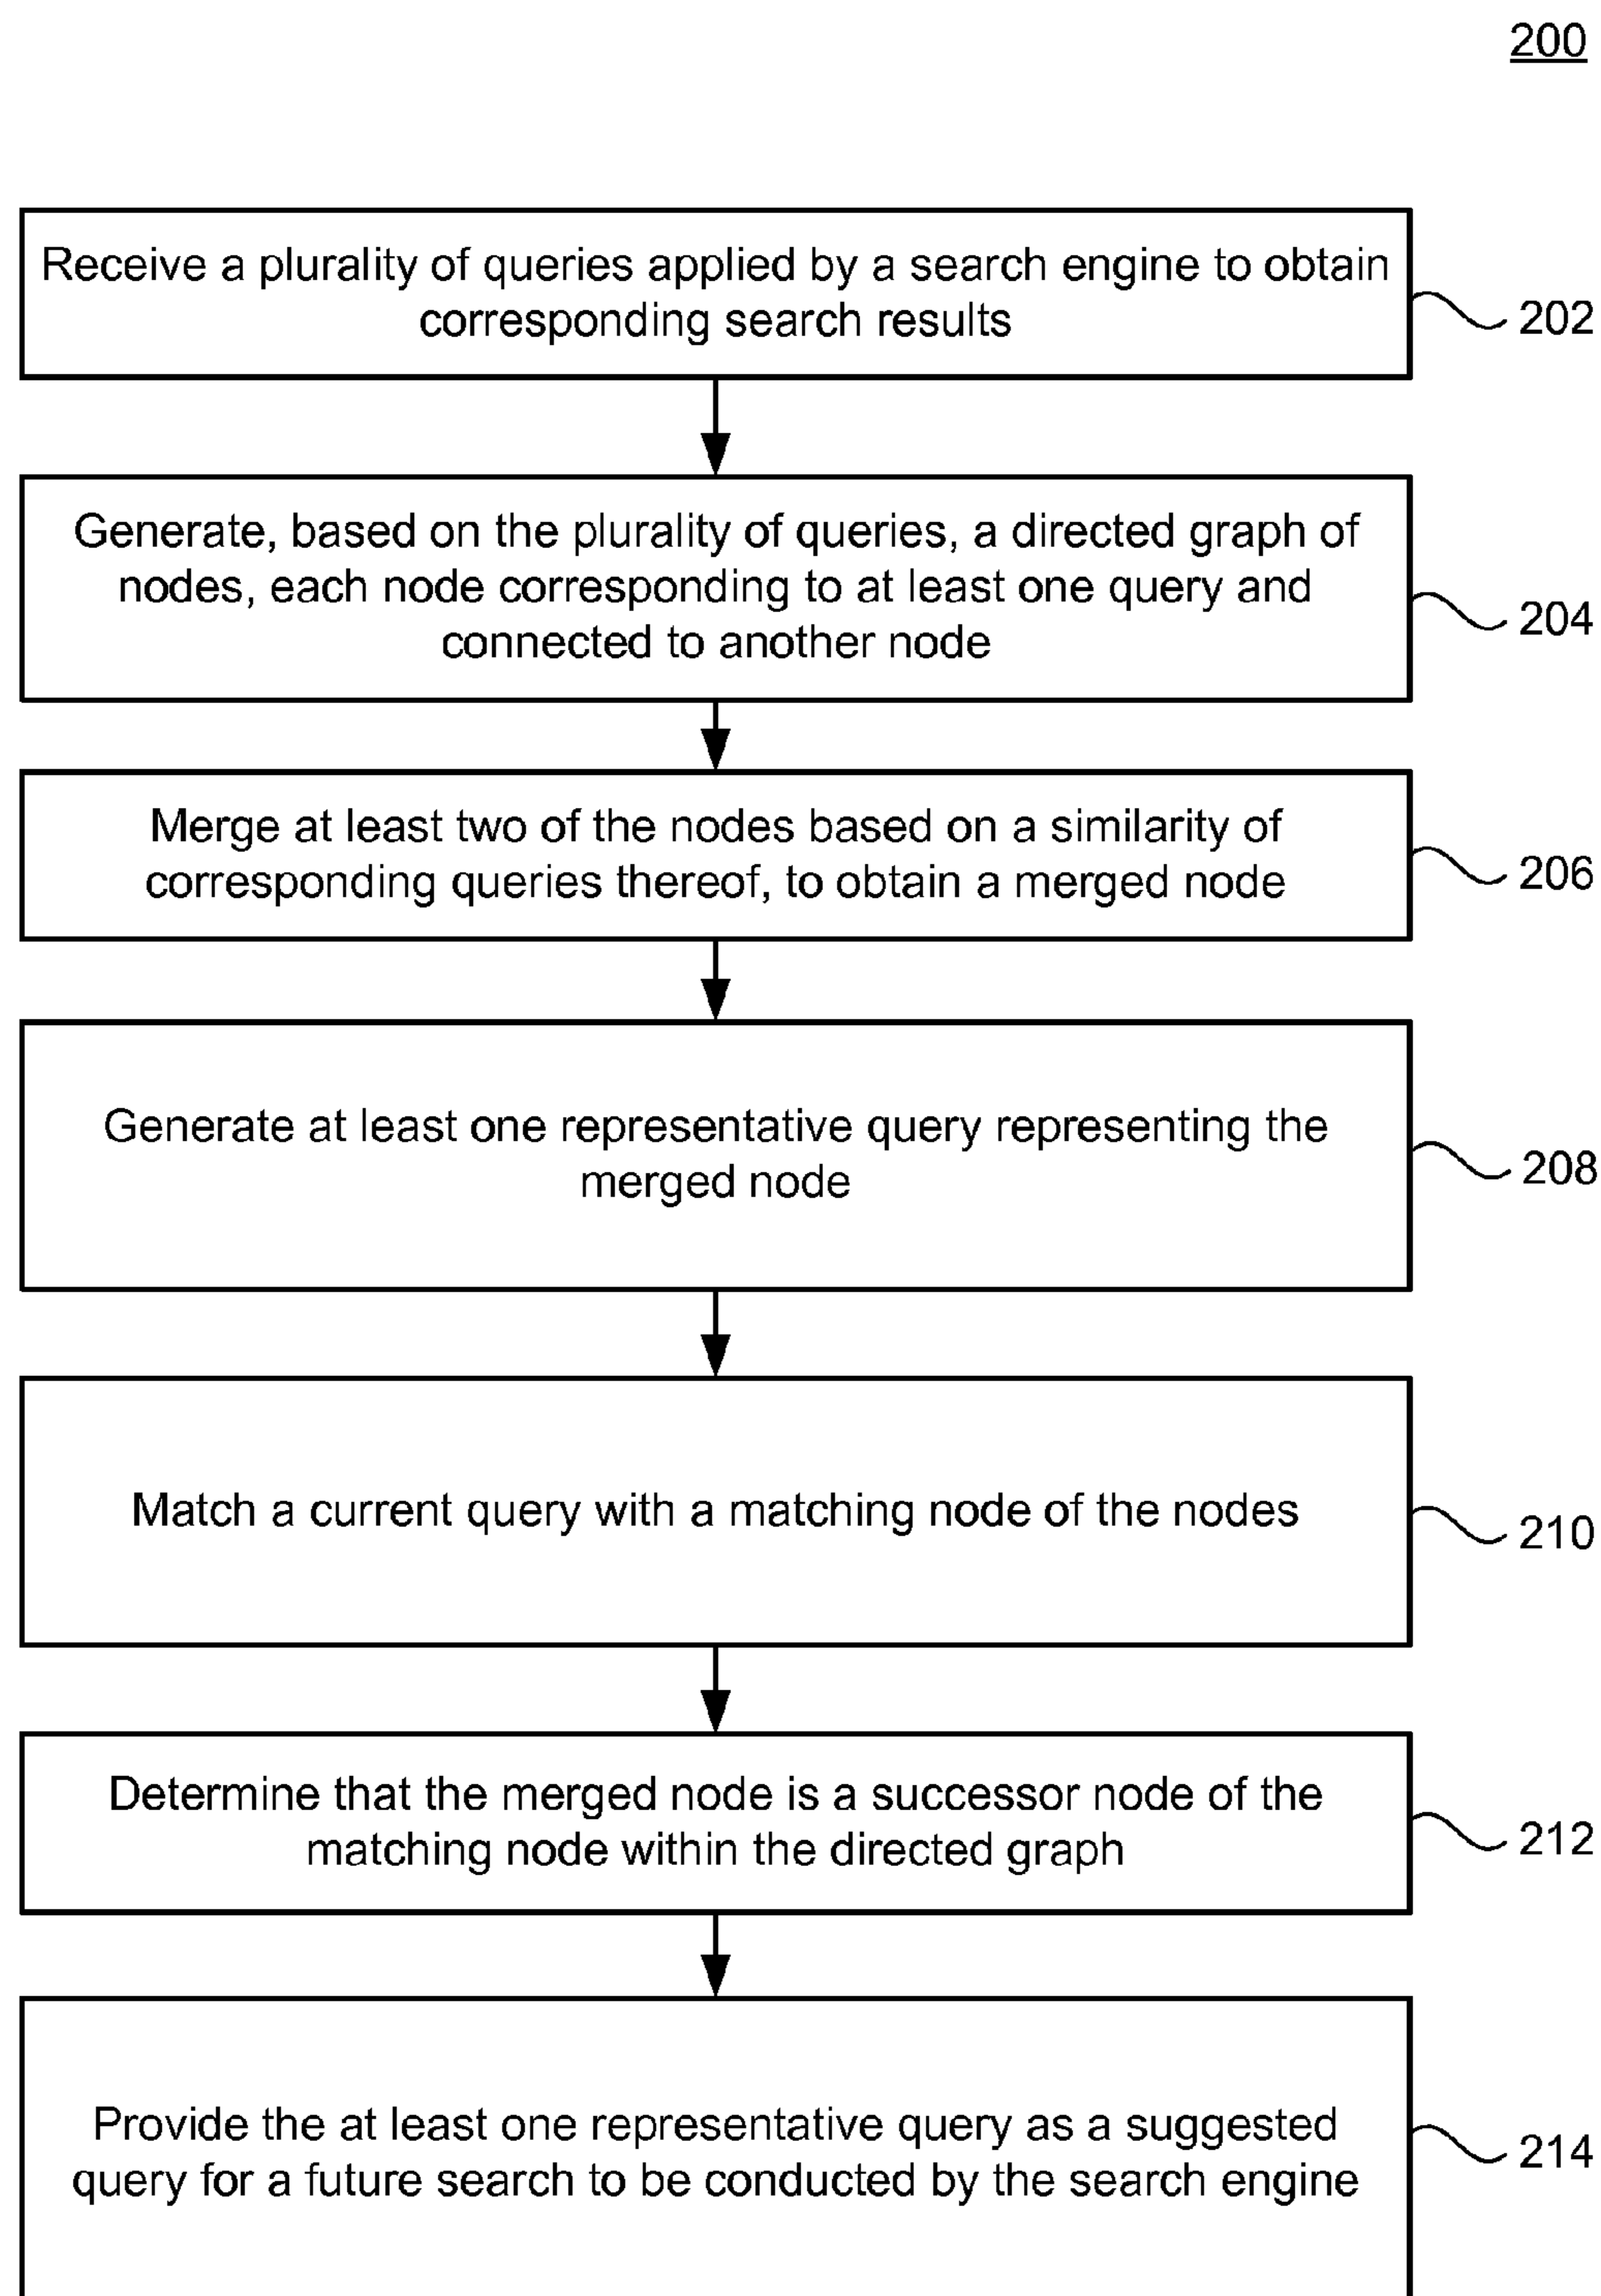 200
Receive a plurality of queries applied by a search engine to obtain
corresponding search results
202
Generate, based on the plurality of queries, a directed graph of
nodes, each node corresponding to at least one query and
connected to another node
204
Merge at least two of the nodes based on a similarity of
corresponding queries thereof, to obtain a merged node
206
Generate at least one representative query representing the
merged node
208
Match a current query with a matching node of the nodes
210
Determine that the merged node is a successor node of the
matching node within the directed graph
212
Provide the at least one representative query as a suggested
query for a future search to be conducted by the search engine
214